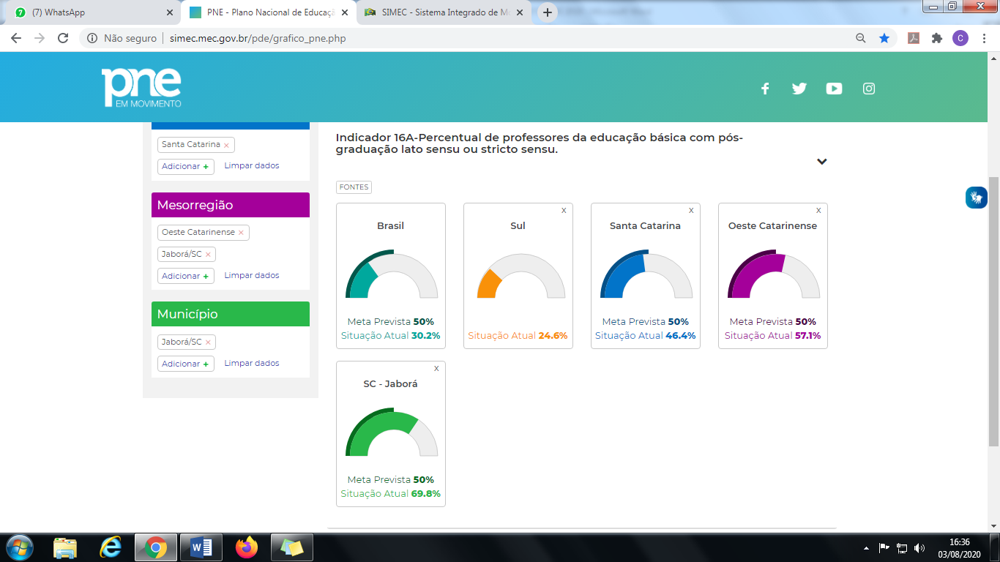 (7) WhatsApp
PNE - Plano Nacional de Educaçã
SIMEC - Sistema Integrado de M
Não seguro
simec.mec.gov.br/pde/grafico_pne.php
C
pne
EM MOVIMENTO
Santa Catarina ×
Adicionar + Limpar dados
Mesorregião
Oeste Catarinense ×
Jaborá/SC ×
Adicionar + Limpar dados
Município
Jaborá/SC ×
Adicionar + Limpar dados
Indicador 16A-Percentual de professores da educação básica com pós-
graduação lato sensu ou stricto sensu.
FONTES
Brasil
Meta Prevista 50%
Situação Atual 30.2%
X
Sul
Situação Atual 24.6%
X
Santa Catarina
Meta Prevista 50%
Situação Atual 46.4%
X
Oeste Catarinense
Meta Prevista 50%
Situação Atual 57.1%
X
SC - Jaborá
Meta Prevista 50%
Situação Atual 69.8%
16:36
03/08/2020